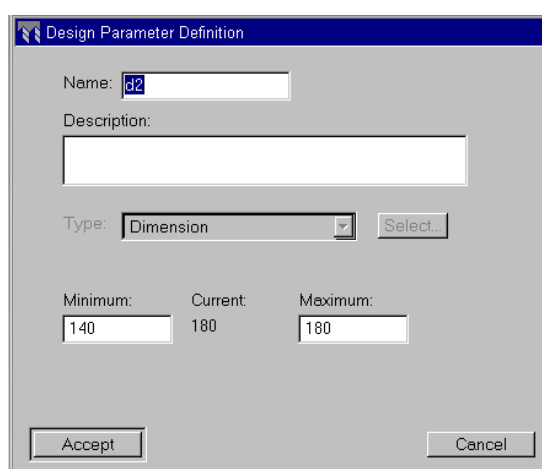 Design Parameter Definition
Name: d2
Description:
Type: Dimension Select...
Minimum: Current: Maximum:
140 180 180
Accept Cancel